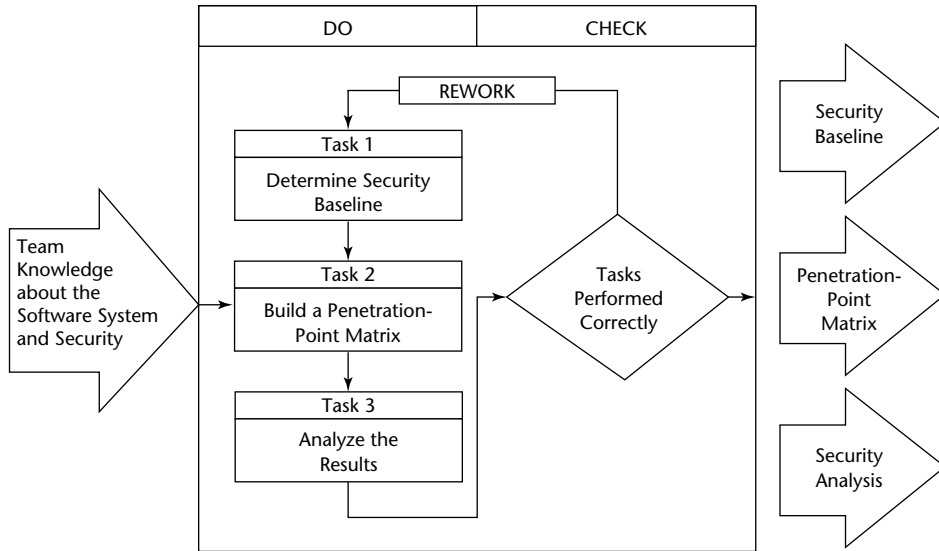 DO
CHECK
REWORK
Task 1
Determine Security
Baseline
Team
Knowledge
about the
Software System
and Security
Task 2
Build a Penetration-
Point Matrix
Task 3
Analyze the
Results
Tasks
Performed
Correctly
Security
Baseline
Penetration-
Point
Matrix
Security
Analysis